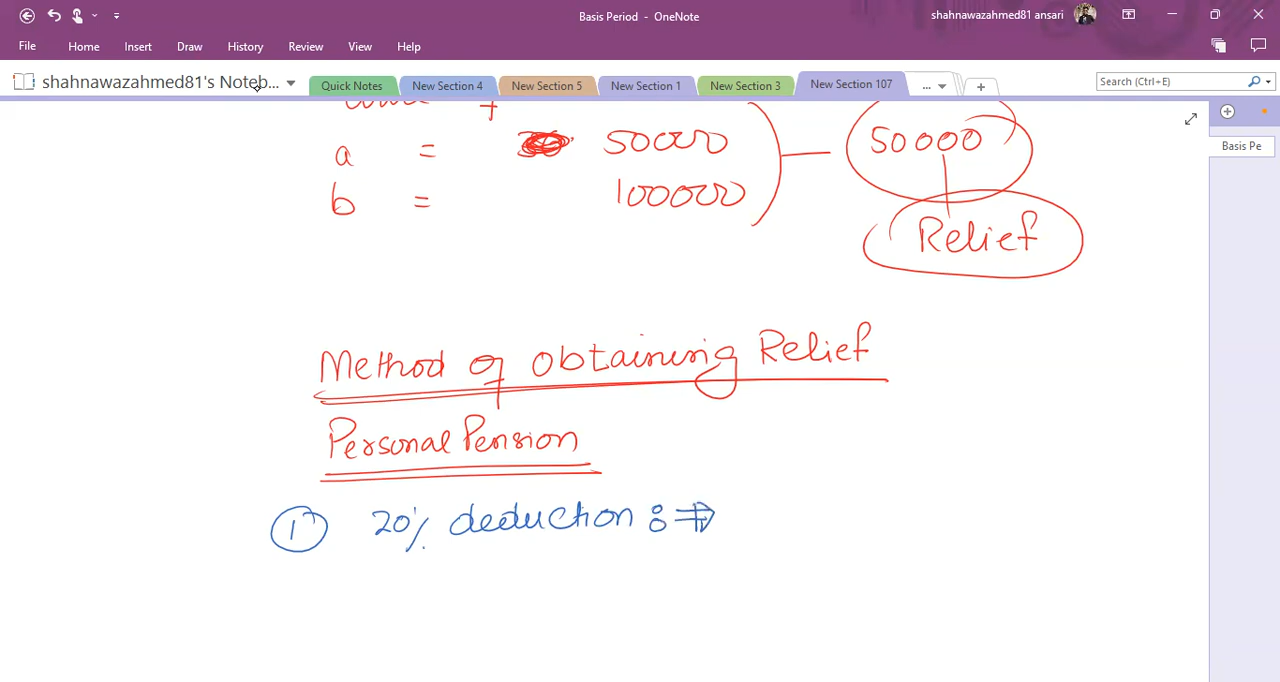 Basis Period - OneNote
shahnawazahmed81 ansari
File Home Insert Draw History Review View Help
shahnawazahmed81's Noteb...
Quick Notes New Section 4 New Section 5 New Section 1 New Section 3 New Section 107 ...
Search (Ctrl+E)
Basis Pe
a = 50000
b = 100000
50000
Relief
Method of Obtaining Relief
Personal Pension
1 20% deduction : ⇒